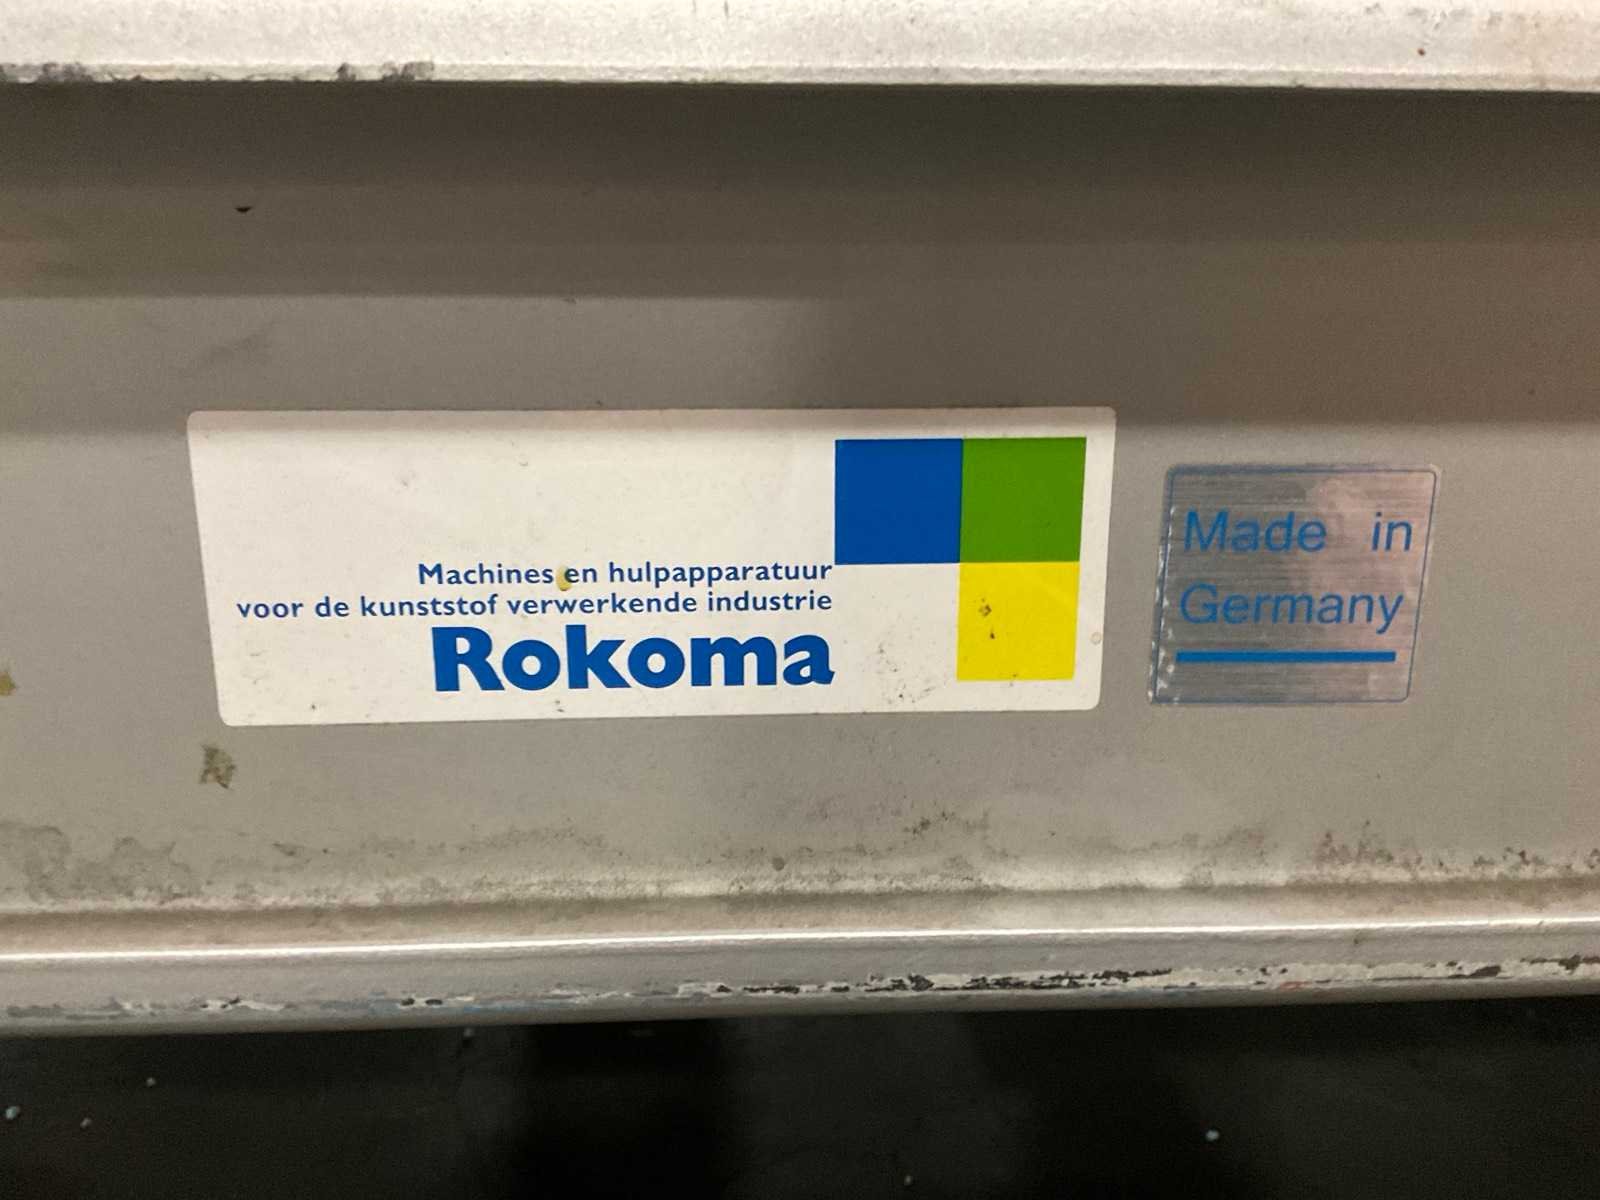 Machines en hulpapparatuur
voor de kunststof verwerkende industrie
Rokoma
Made in
Germany